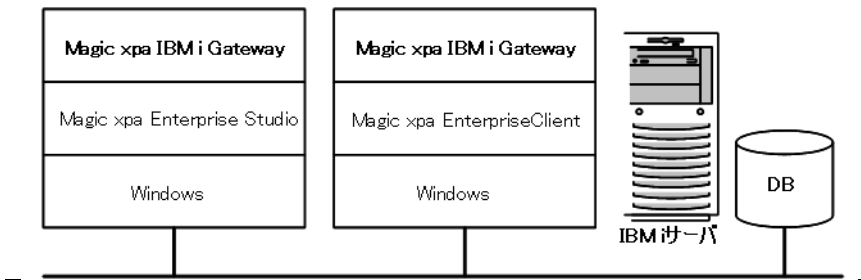 Magic xpa IBM i Gateway
Magic xpa Enterprise Studio
Windows
Magic xpa IBM i Gateway
Magic xpa EnterpriseClient
Windows
IBM iサーバ
DB